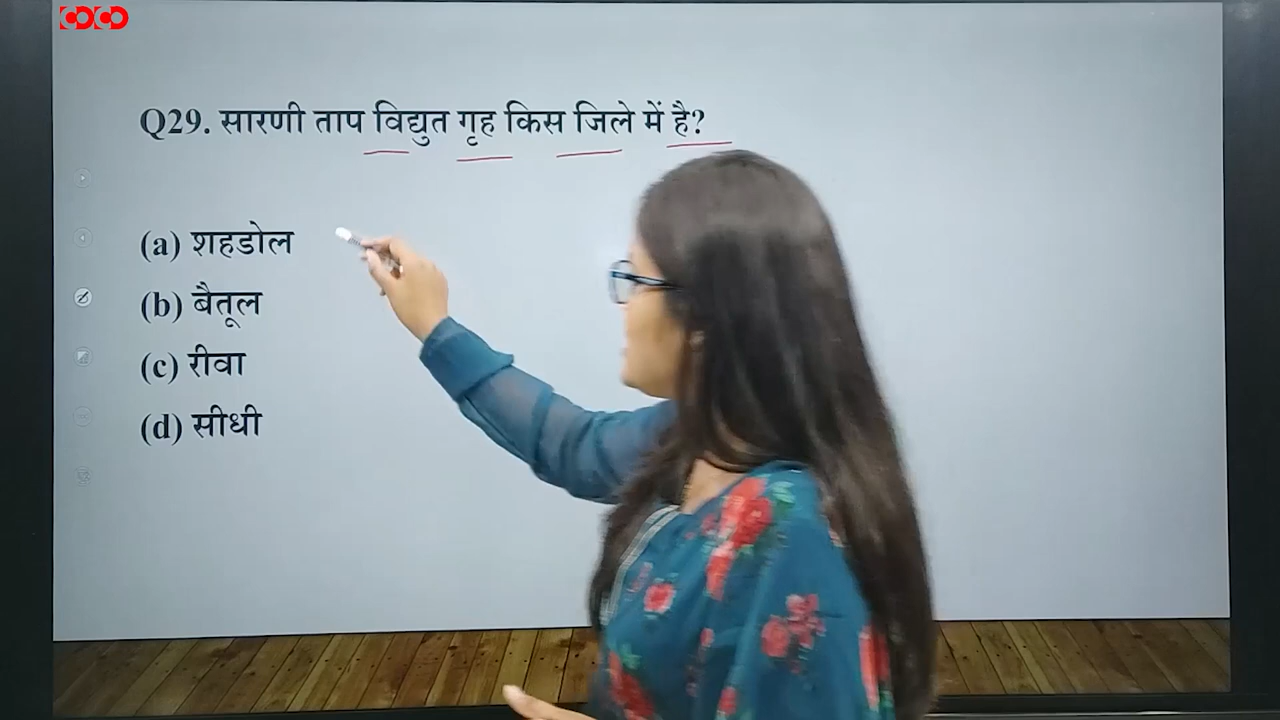 Q29. सारणी ताप विद्युत गृह किस जिले में है?
(a) शहडोल
(b) बैतूल
(c) रीवा
(d) सीधी